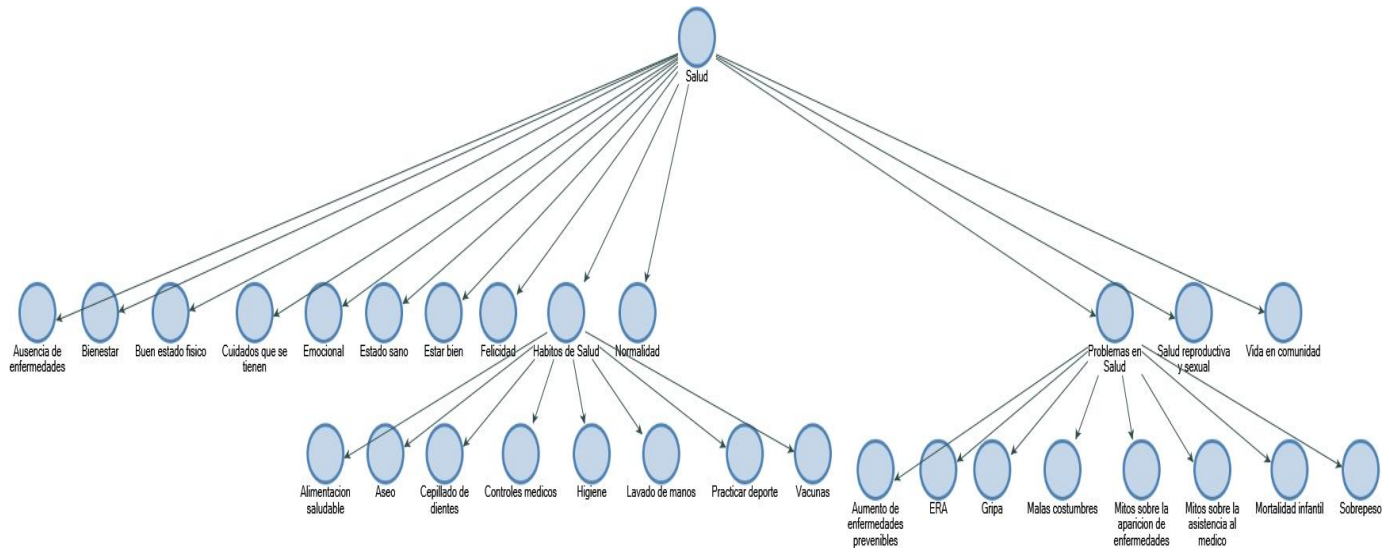 Salud
Ausencia de
enfermedades
Bienestar
Buen estado fisico
Cuidados que se
tienen
Emocional
Estado sano
Estar bien
Felicidad
Habitos de Salud
Normalidad
Problemas en
Salud
Salud reproductiva
y sexual
Vida en comunidad
Alimentacion
saludable
Aseo
Cepillado de
dientes
Controles medicos
Higiene
Lavado de manos
Practicar deporte
Vacunas
Aumento de
enfermedades
prevenibles
ERA
Gripa
Malas costumbres
Mitos sobre la
aparicion de
enfermedades
Mitos sobre la
asistencia al
medico
Mortalidad infantil
Sobrepeso